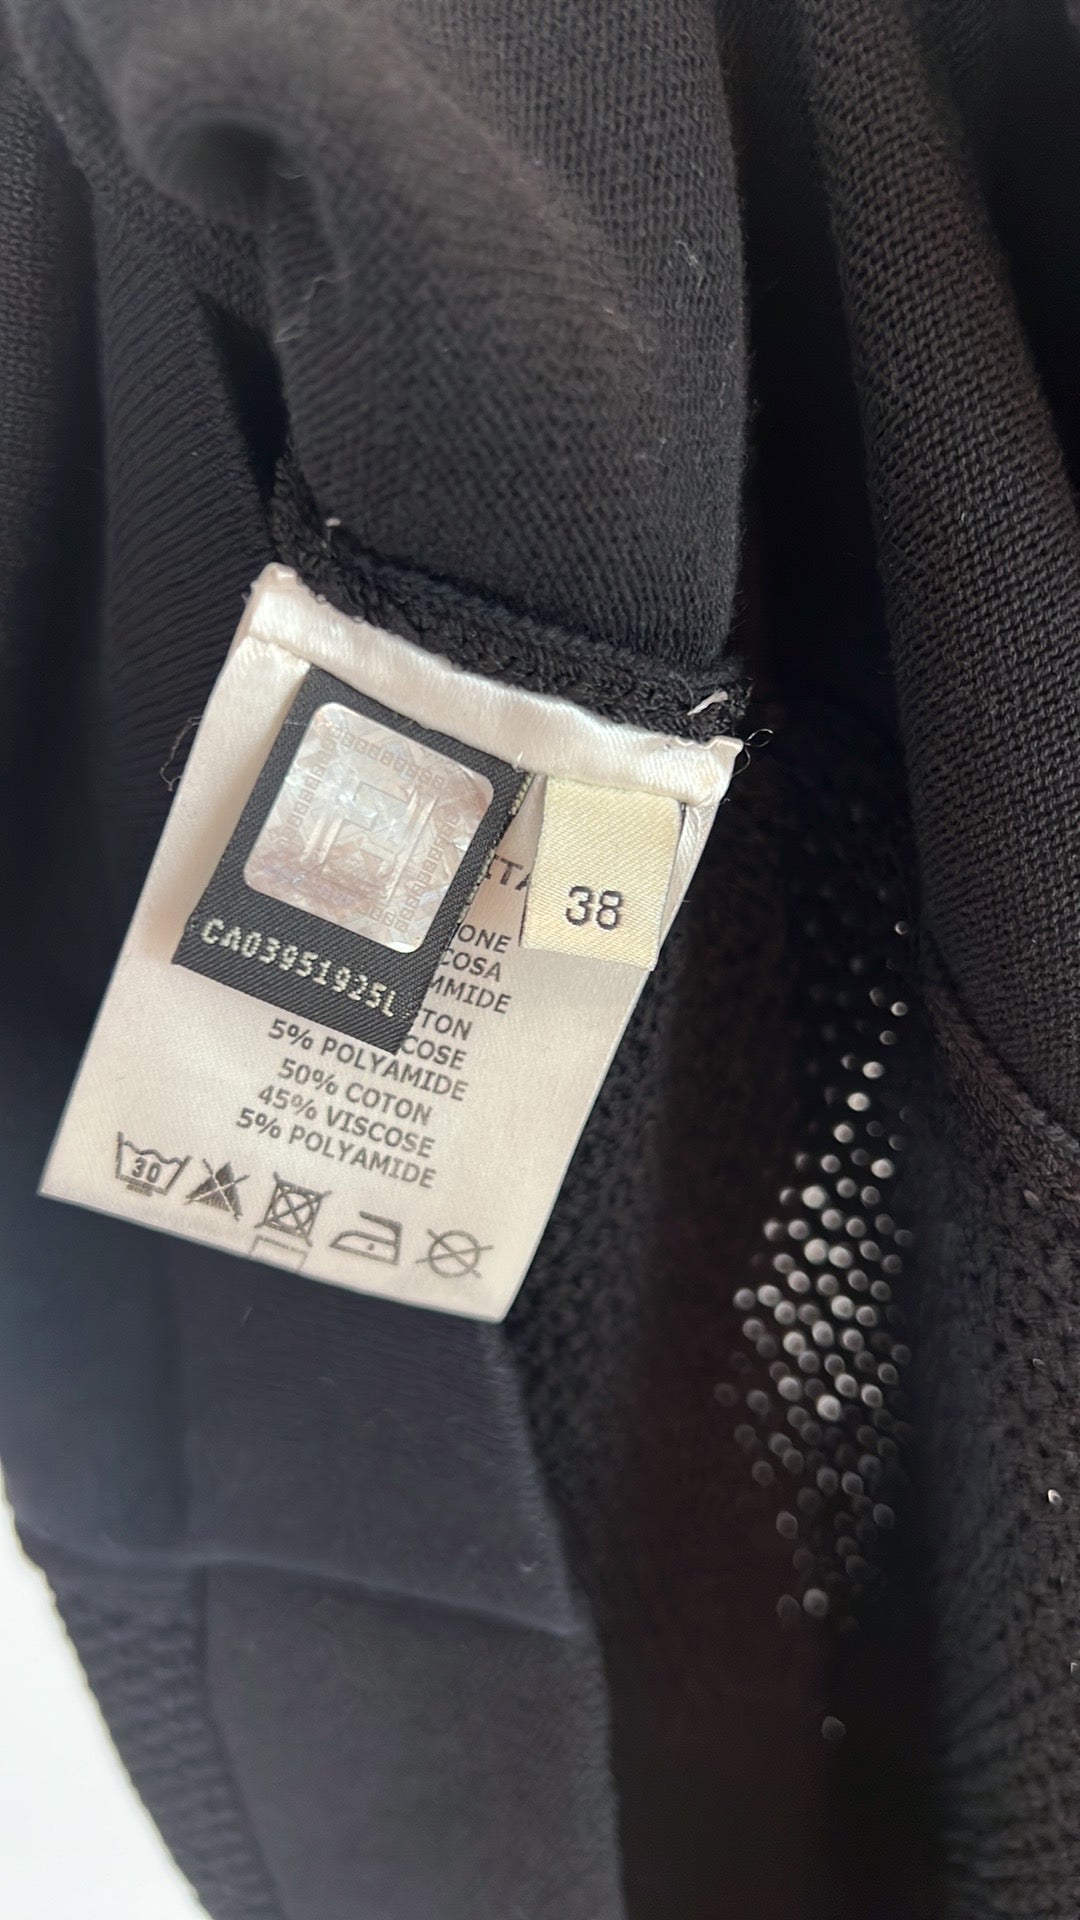 38
CA03951925L
5% POLYAMIDE
50% COTON
45% VISCOSE
5% POLYAMIDE
30